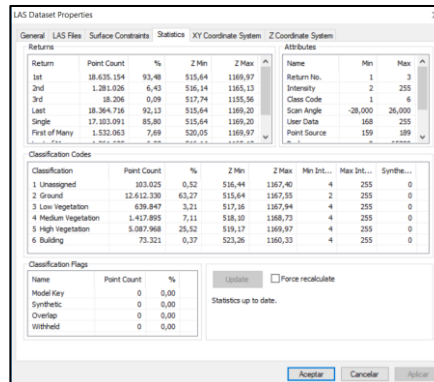 LAS Dataset Properties
General LAS Files Surface Constraints Statistics XY Coordinate System Z Coordinate System
Returns
Return Point Count % Z Min Z Max
1st 18.635.154 93,48 515,64 1169,97
2nd 1.281.026 6,43 516,14 1165,13
3rd 18.206 0,09 517,74 1155,56
Last 18.364.716 92,13 515,64 1169,20
Single 17.103.091 85,80 515,64 1169,20
First of Many 1.532.063 7,69 520,05 1169,97
Attributes
Name Min Max
Return No. 1 3
Intensity 2 255
Class Code 1 6
Scan Angle -28,000 26,000
User Data 168 255
Point Source 159 189
Classification Codes
Classification Point Count % Z Min Z Max Min Int... Max Int... Synthe...
1 Unassigned 103.025 0,52 516,44 1167,40 4 255 0
2 Ground 12.612.330 63,27 515,64 1167,55 2 255 0
3 Low Vegetation 639.847 3,21 517,16 1167,94 4 255 0
4 Medium Vegetation 1.417.895 7,11 518,10 1168,73 4 255 0
5 High Vegetation 5.087.968 25,52 519,17 1169,97 4 255 0
6 Building 73.321 0,37 523,26 1160,33 4 255 0
Classification Flags
Name Point Count %
Model Key 0 0,00
Synthetic 0 0,00
Overlap 0 0,00
Withheld 0 0,00
Update Force recalculate
Statistics up to date.
Aceptar Cancelar Aplicar